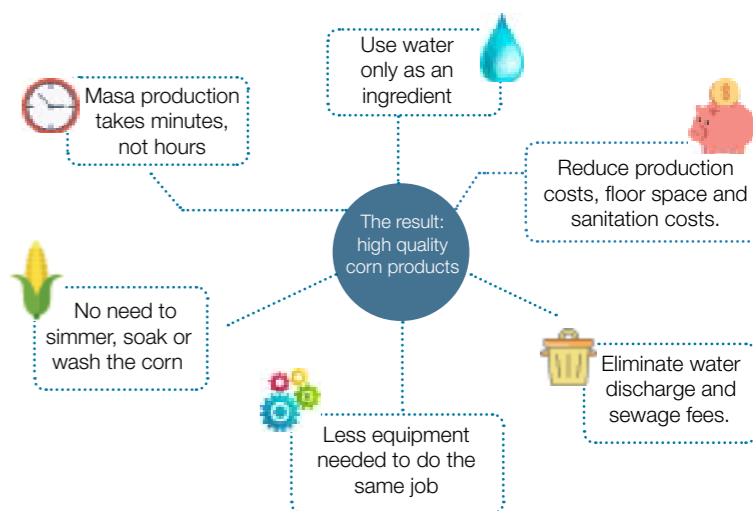 Use water
only as an
ingredient
Masa production
takes minutes,
not hours
Reduce production
costs, floor space and
sanitation costs.
The result:
high quality
corn products
No need to
simmer, soak or
wash the corn
Eliminate water
discharge and
sewage fees.
Less equipment
needed to do the
same job